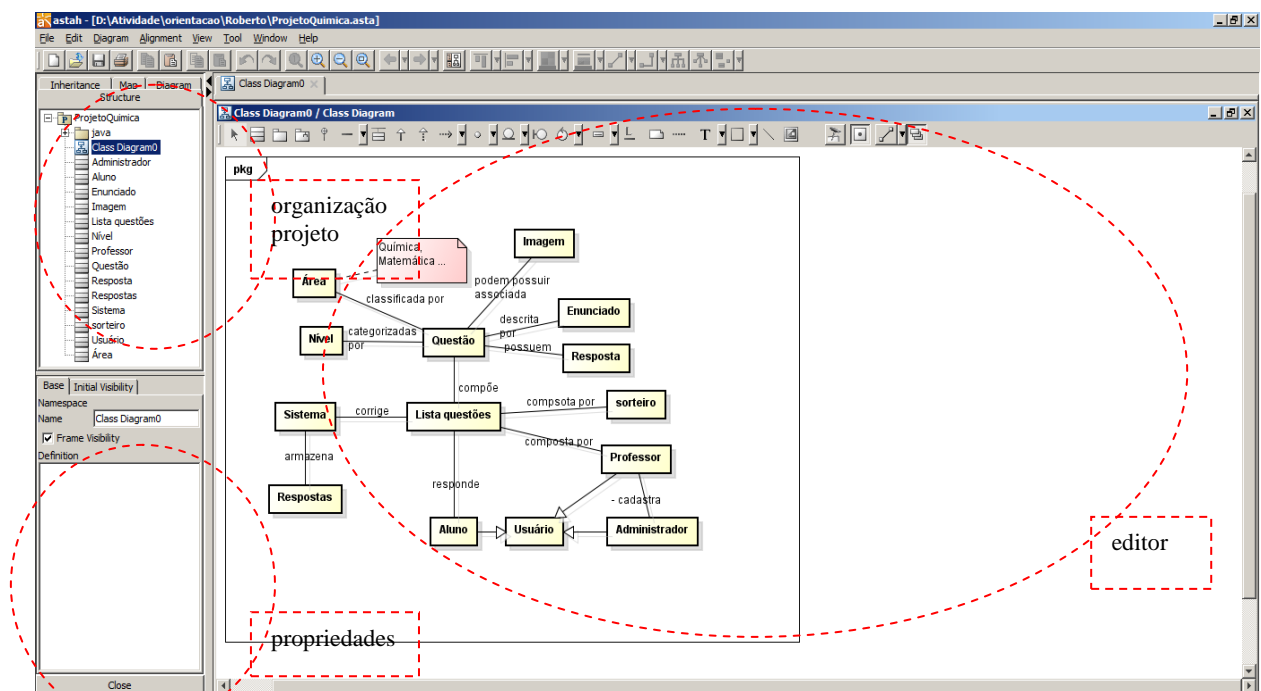 astah - [D:\Atividade\orientacao\Roberto\ProjetoQuimica.asta]
File Edit Diagram Alignment View Tool Window Help
Inheritance Map Diagram
Structure
ProjetoQuimica
java
Class Diagram0
Administrador
Aluno
Enunciado
Imagem
Lista questões
Nível
Professor
Questão
Resposta
Respostas
Sistema
sorteiro
Usuário
Área
Base Initial Visibility
Namespace
Name Class Diagram0
Frame Visibility
Definition
Close
Class Diagram0
Class Diagram0 / Class Diagram
T
pkg
organização
projeto
Química,
Matemática ...
Imagem
Área
podem possuir
associada
classificada por
Enunciado
descrita
por
Nível
categorizadas
por
Questão
possuem
Resposta
compõe
Sistema
corrige
Lista questões
compsota por
sorteiro
composta por
Professor
armazena
responde
Respostas
- cadastra
Aluno
Usuário
Administrador
editor
propriedades